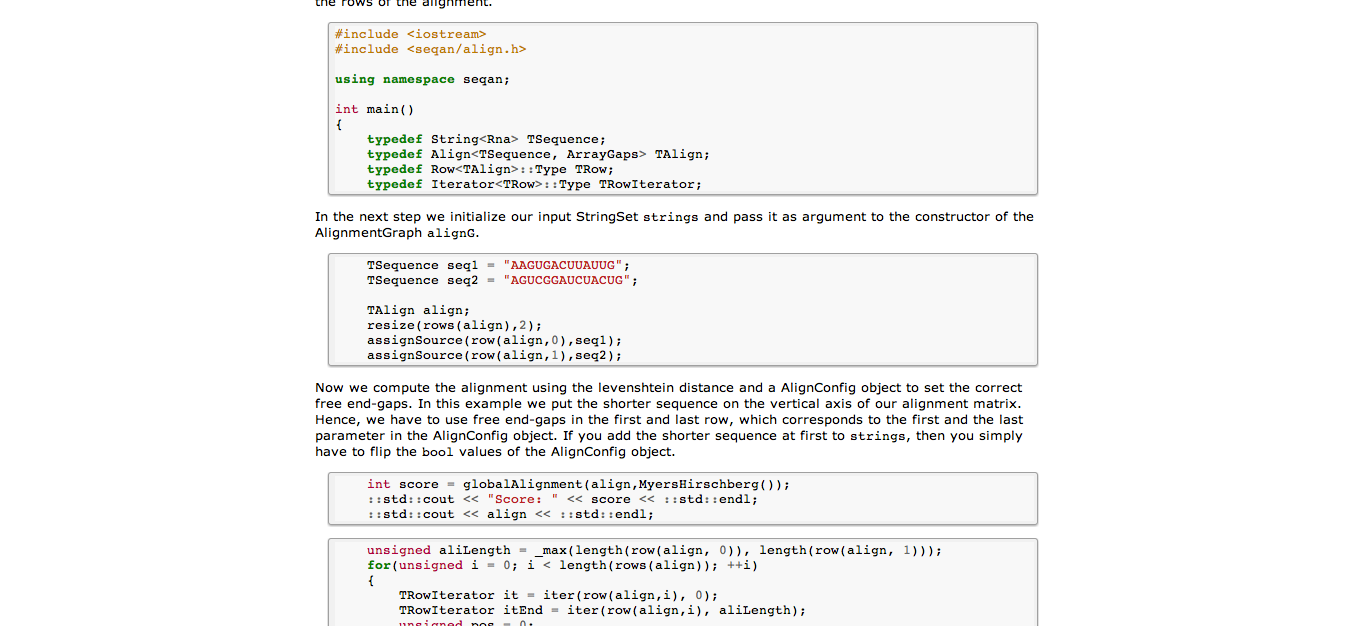 the rows of the alignment.
#include <iostream>
#include <seqan/align.h>
using namespace seqan;
int main()
{
typedef String<Rna> TSequence;
typedef Align<TSequence, ArrayGaps> TAlign;
typedef Row<TAlign>::Type TRow;
typedef Iterator<TRow>::Type TRowIterator;
In the next step we initialize our input StringSet strings and pass it as argument to the constructor of the
AlignmentGraph alignG.
TSequence seq1 = "AAGUGACUUAUUG";
TSequence seq2 = "AGUCGGAUCUACUG";
TAlign align;
resize(rows(align),2);
assignSource(row(align,0),seq1);
assignSource(row(align,1),seq2);
Now we compute the alignment using the levenshtein distance and a AlignConfig object to set the correct
free end-gaps. In this example we put the shorter sequence on the vertical axis of our alignment matrix.
Hence, we have to use free end-gaps in the first and last row, which corresponds to the first and the last
parameter in the AlignConfig object. If you add the shorter sequence at first to strings, then you simply
have to flip the bool values of the AlignConfig object.
int score = globalAlignment(align,MyersHirschberg());
::std::cout << "Score: " << score << ::std::endl;
::std::cout << align << ::std::endl;
unsigned aliLength = _max(length(row(align, 0)), length(row(align, 1)));
for(unsigned i = 0; i < length(rows(align)); ++i)
{
TRowIterator it = iter(row(align,i), 0);
TRowIterator itEnd = iter(row(align,i), aliLength);
unsigned pos = 0;